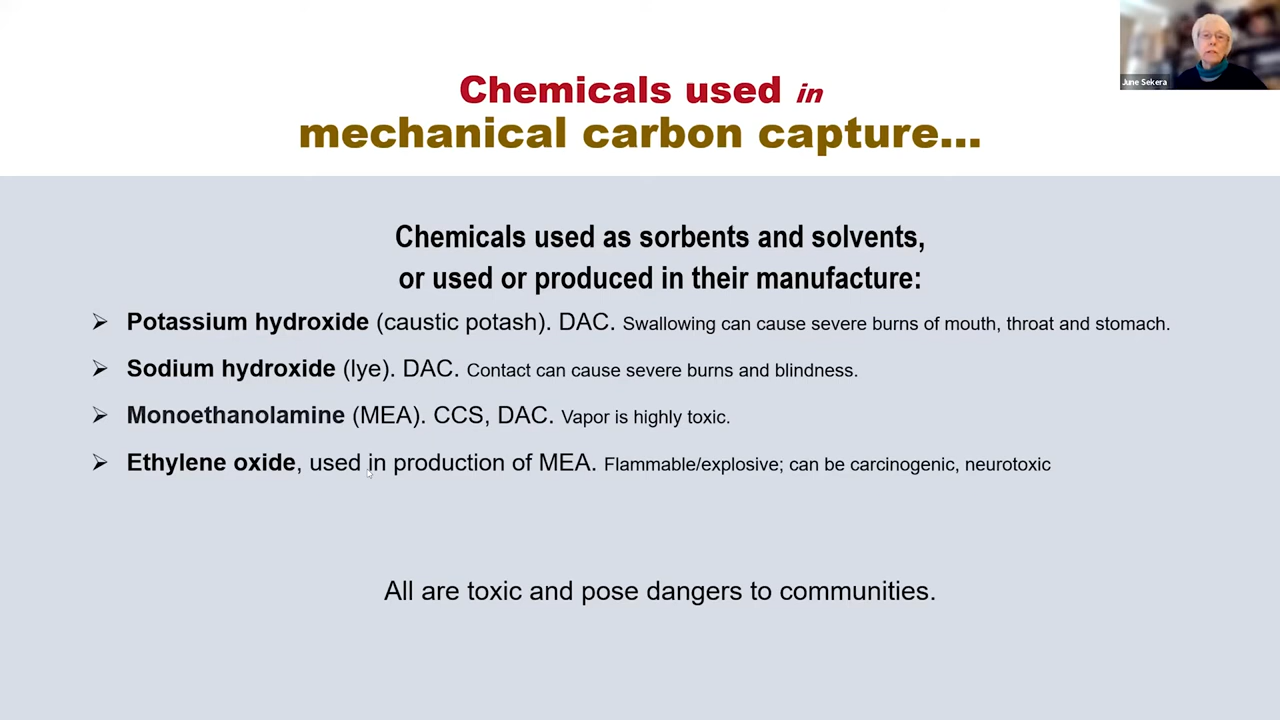 June Sekera
Chemicals used in
mechanical carbon capture...
Chemicals used as sorbents and solvents,
or used or produced in their manufacture:
➢ Potassium hydroxide (caustic potash). DAC. Swallowing can cause severe burns of mouth, throat and stomach.
➢ Sodium hydroxide (lye). DAC. Contact can cause severe burns and blindness.
➢ Monoethanolamine (MEA). CCS, DAC. Vapor is highly toxic.
➢ Ethylene oxide, used in production of MEA. Flammable/explosive; can be carcinogenic, neurotoxic
All are toxic and pose dangers to communities.